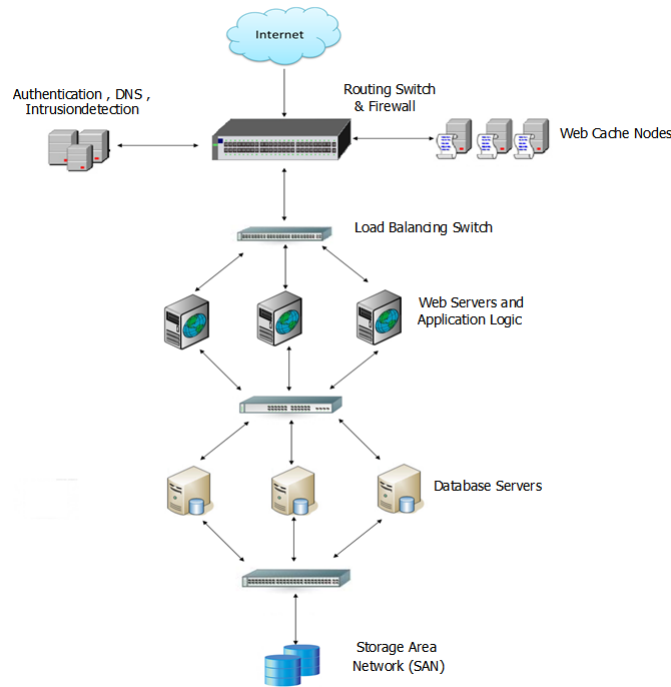 Internet
Authentication , DNS ,
Intrusiondetection
Routing Switch
& Firewall
Web Cache Nodes
Load Balancing Switch
Web Servers and
Application Logic
Database Servers
Storage Area
Network (SAN)